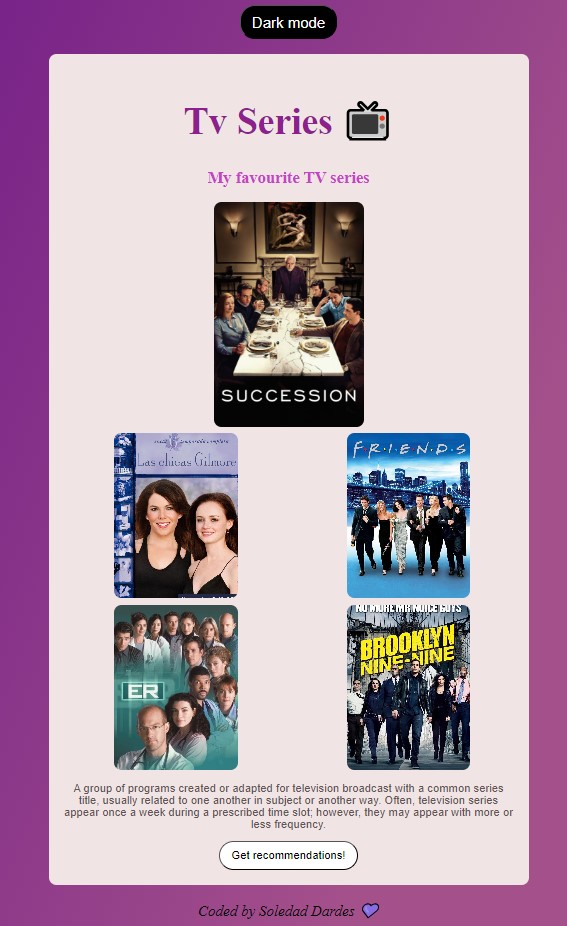 Dark mode
Tv Series
My favourite TV series
SUCCESSION
Las chicas Gilmore
F·R·I·E·N·D·S
ER
NO MORE MR NOICE GUYS
BROOKLYN
NINE-NINE
A group of programs created or adapted for television broadcast with a common series
title, usually related to one another in subject or another way. Often, television series
appear once a week during a prescribed time slot; however, they may appear with more or
less frequency.
Get recommendations!
Coded by Soledad Dardes